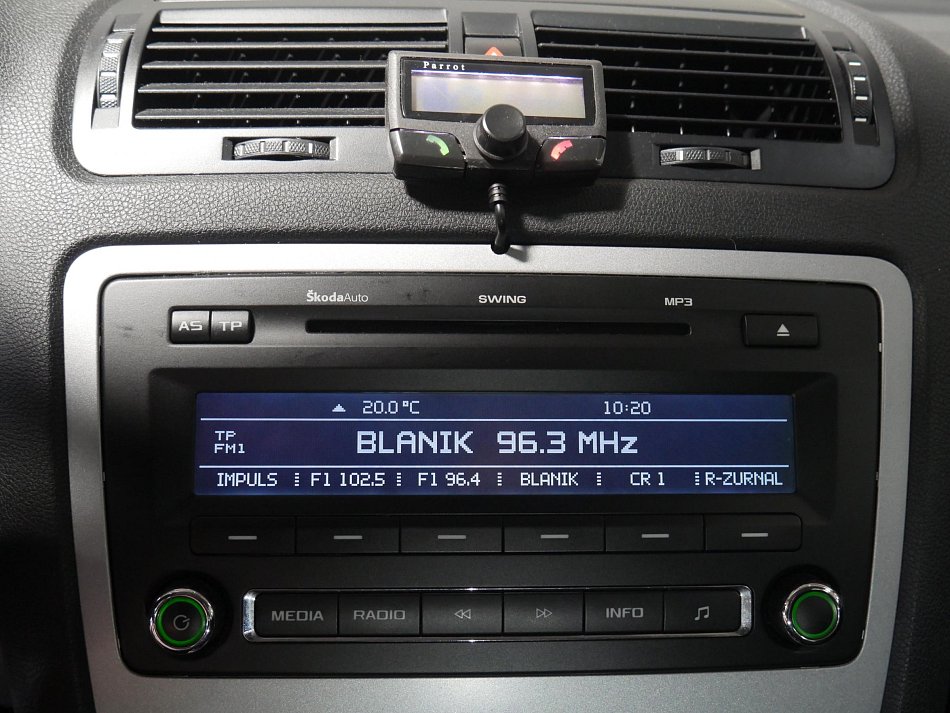 Parrot
ŠkodaAuto SWING MP3
AS TP
20.0 °C 10:20
TP
FM1
BLANIK 96.3 MHz
IMPULS F1 102.5 F1 96.4 BLANIK CR 1 R-ZURNAL
MEDIA RADIO INFO